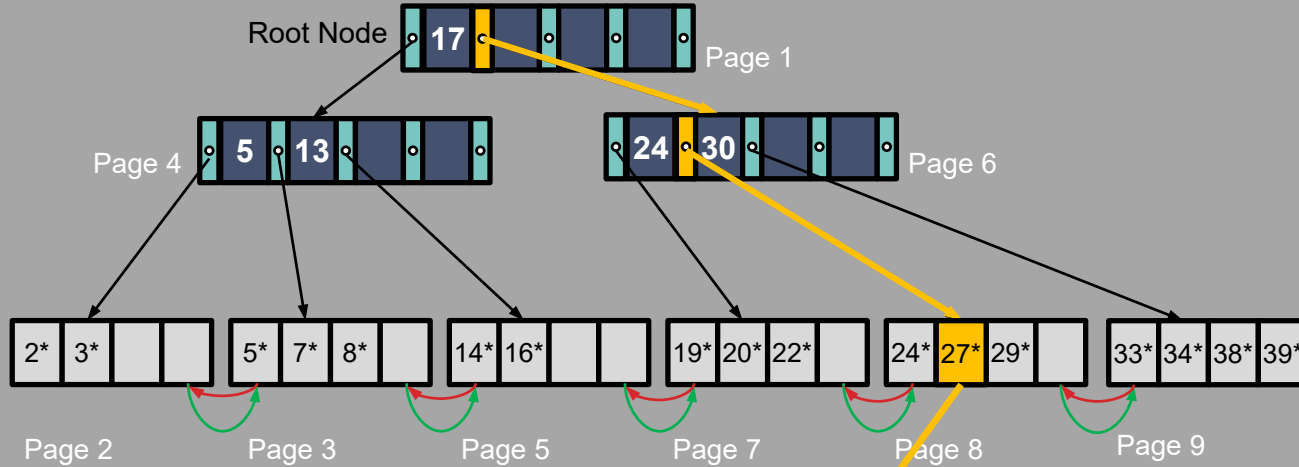 Root Node
17
Page 1
Page 4
5 13
24 30
Page 6
2* 3*
5* 7* 8*
14* 16*
19* 20* 22*
24* 27* 29*
33* 34* 38* 39*
Page 2
Page 3
Page 5
Page 7
Page 8
Page 9